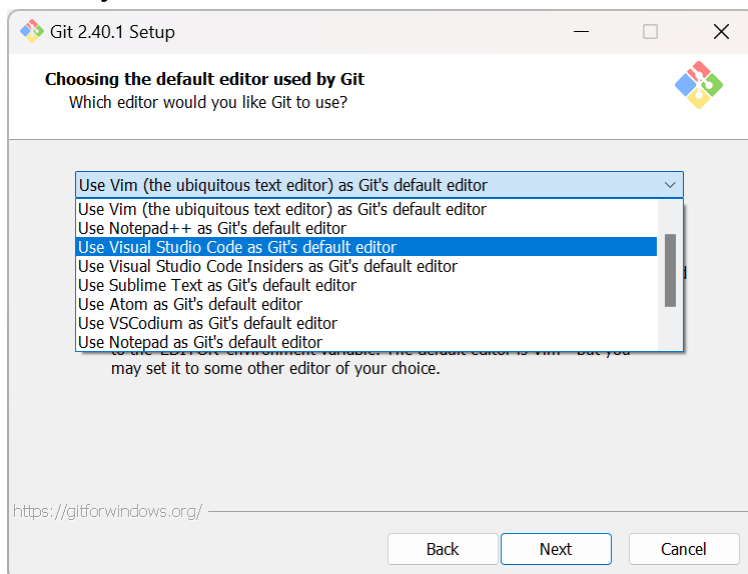 Git 2.40.1 Setup
Choosing the default editor used by Git
Which editor would you like Git to use?
Use Vim (the ubiquitous text editor) as Git's default editor
Use Vim (the ubiquitous text editor) as Git's default editor
Use Notepad++ as Git's default editor
Use Visual Studio Code as Git's default editor
Use Visual Studio Code Insiders as Git's default editor
Use Sublime Text as Git's default editor
Use Atom as Git's default editor
Use VSCodium as Git's default editor
Use Notepad as Git's default editor
may set it to some other editor of your choice.
https://gitforwindows.org/
Back
Next
Cancel